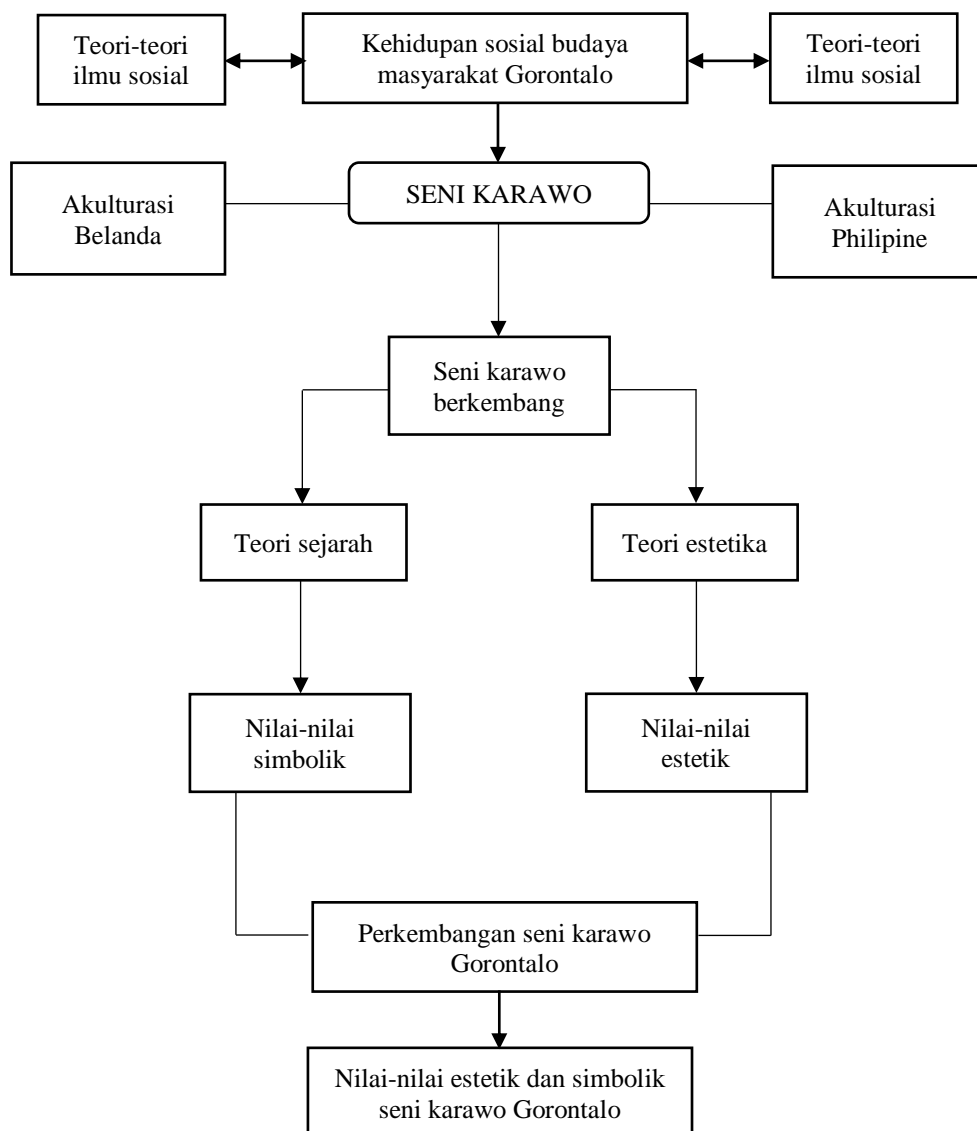 Teori-teori
ilmu sosial
Kehidupan sosial budaya
masyarakat Gorontalo
Teori-teori
ilmu sosial
Akulturasi
Belanda
SENI KARAWO
Akulturasi
Philipine
Seni karawo
berkembang
Teori sejarah
Teori estetika
Nilai-nilai
simbolik
Nilai-nilai
estetik
Perkembangan seni karawo
Gorontalo
Nilai-nilai estetik dan simbolik
seni karawo Gorontalo